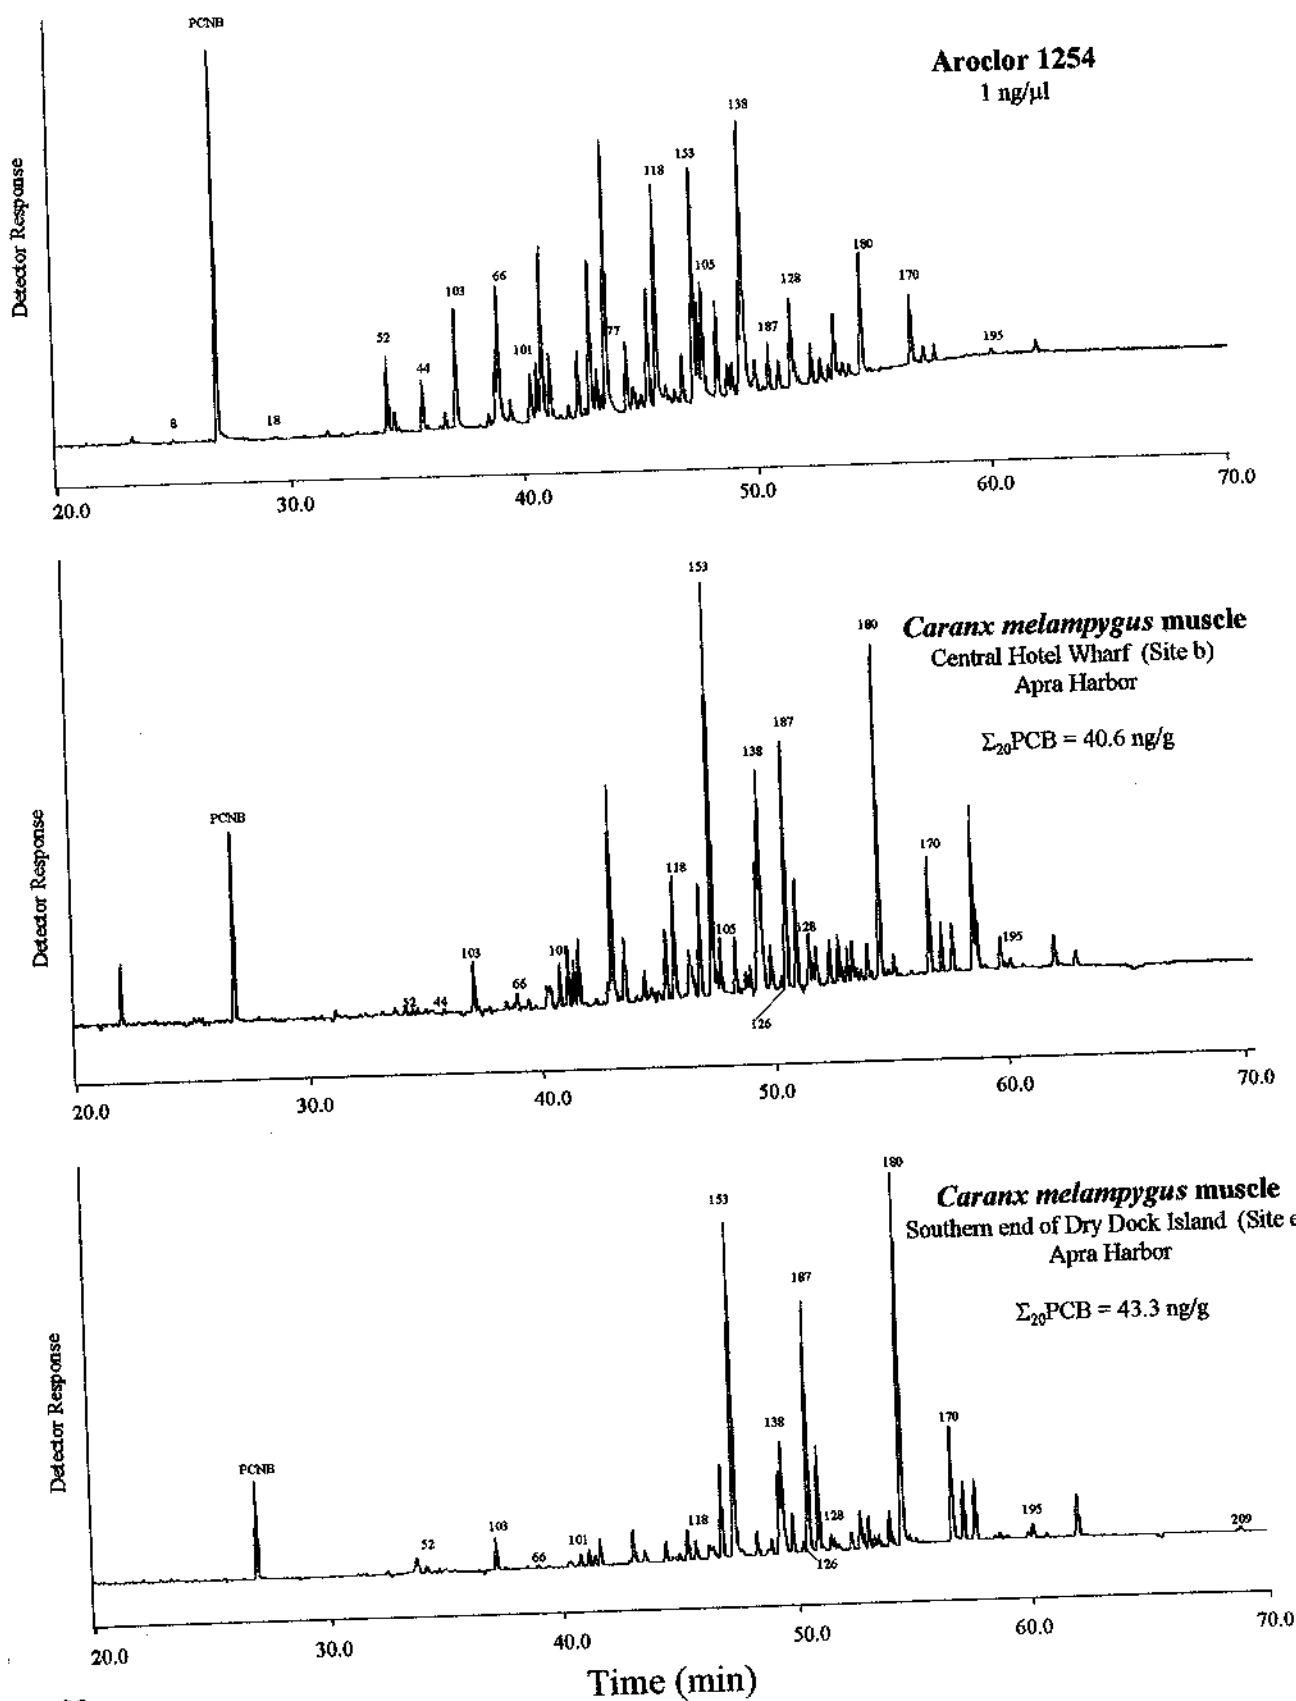 PCNB
Aroclor 1254
1 ng/µl
138
153
118
105
180
66
103
128
170
52
101
77
187
195
44
8
18
Detector Response
20.0 30.0 40.0 50.0 60.0 70.0
153
180
Caranx melampygus muscle
Central Hotel Wharf (Site b)
Apra Harbor
187
138
Σ20PCB = 40.6 ng/g
PCNB
118
170
105
128
103
101
195
66
52
44
126
Detector Response
20.0 30.0 40.0 50.0 60.0 70.0
180
153
Caranx melampygus muscle
Southern end of Dry Dock Island (Site e
Apra Harbor
187
Σ20PCB = 43.3 ng/g
138
170
PCNB
118
128
195
209
103
101
52
66
126
Detector Response
20.0 30.0 40.0 50.0 60.0 70.0
Time (min)